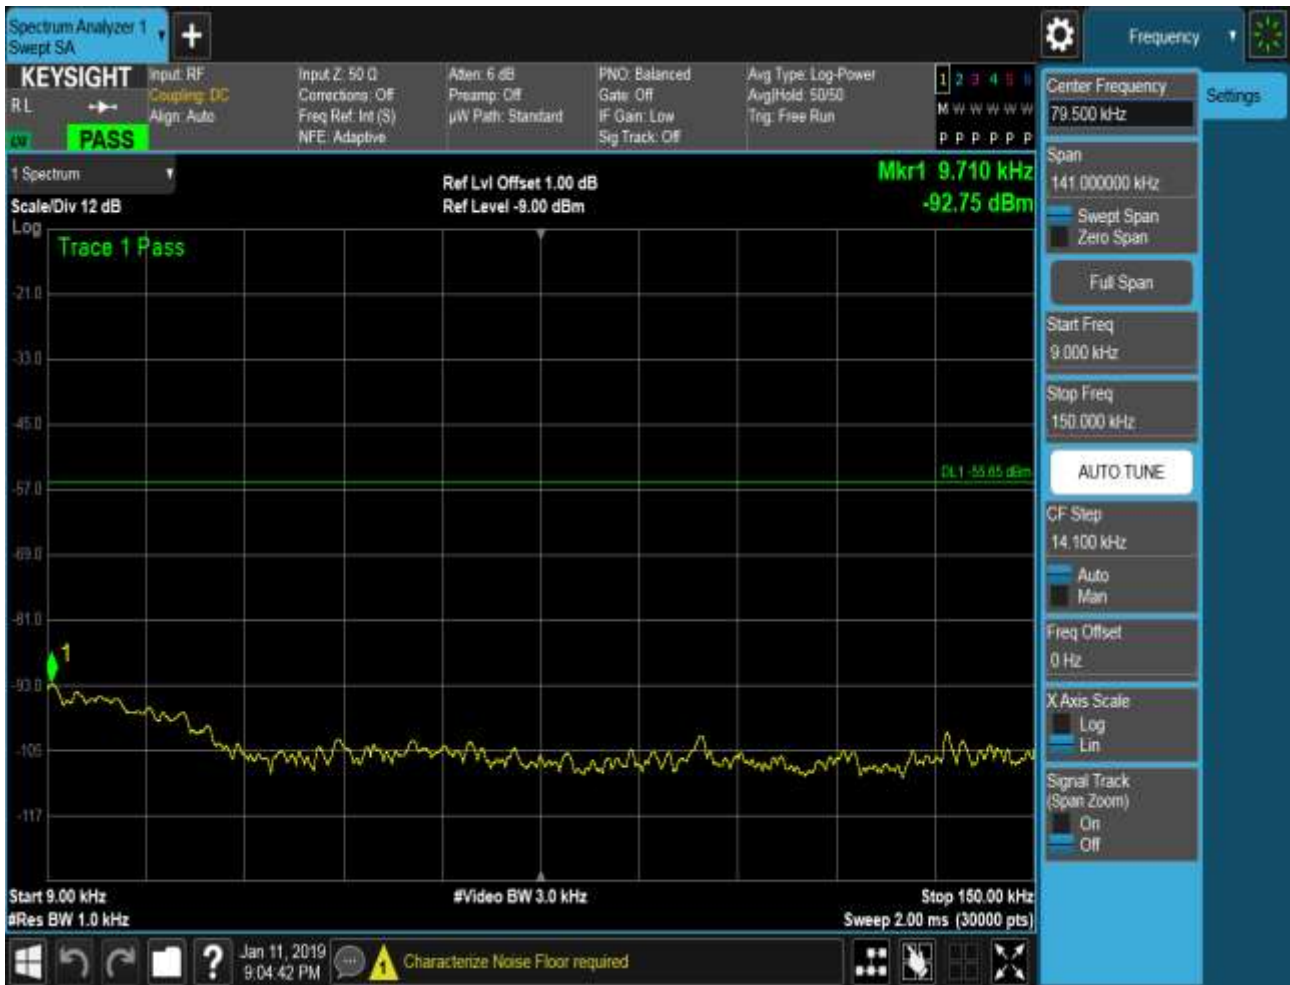 Spectrum Analyzer 1
Swept SA
Frequency
KEYSIGHT
RL
PASS
Input: RF
Coupling: DC
Align: Auto
Input Z: 50 Ω
Corrections: Off
Freq Ref: Int (S)
NFE: Adaptive
Atten: 6 dB
Preamp: Off
µW Path: Standard
PNO: Balanced
Gate: Off
IF Gain: Low
Sig Track: Off
Avg Type: Log-Power
Avg|Hold: 50/50
Trig: Free Run
1 2 3 4 5 6
M W W W W W
P P P P P P
1 Spectrum
Scale/Div 12 dB
Ref Lvl Offset 1.00 dB
Ref Level -9.00 dBm
Mkr1 9.710 kHz
-92.75 dBm
Log
Trace 1 Pass
-21.0
-33.0
-45.0
-57.0
-69.0
-81.0
-93.0
-105
-117
DL1 -55.65 dBm
1
Start 9.00 kHz
#Res BW 1.0 kHz
#Video BW 3.0 kHz
Stop 150.00 kHz
Sweep 2.00 ms (30000 pts)
Center Frequency
79.500 kHz
Settings
Span
141.000000 kHz
Swept Span
Zero Span
Full Span
Start Freq
9.000 kHz
Stop Freq
150.000 kHz
AUTO TUNE
CF Step
14.100 kHz
Auto
Man
Freq Offset
0 Hz
X Axis Scale
Log
Lin
Signal Track
(Span Zoom)
On
Off
?
Jan 11, 2019
9:04:42 PM
1
Characterize Noise Floor required